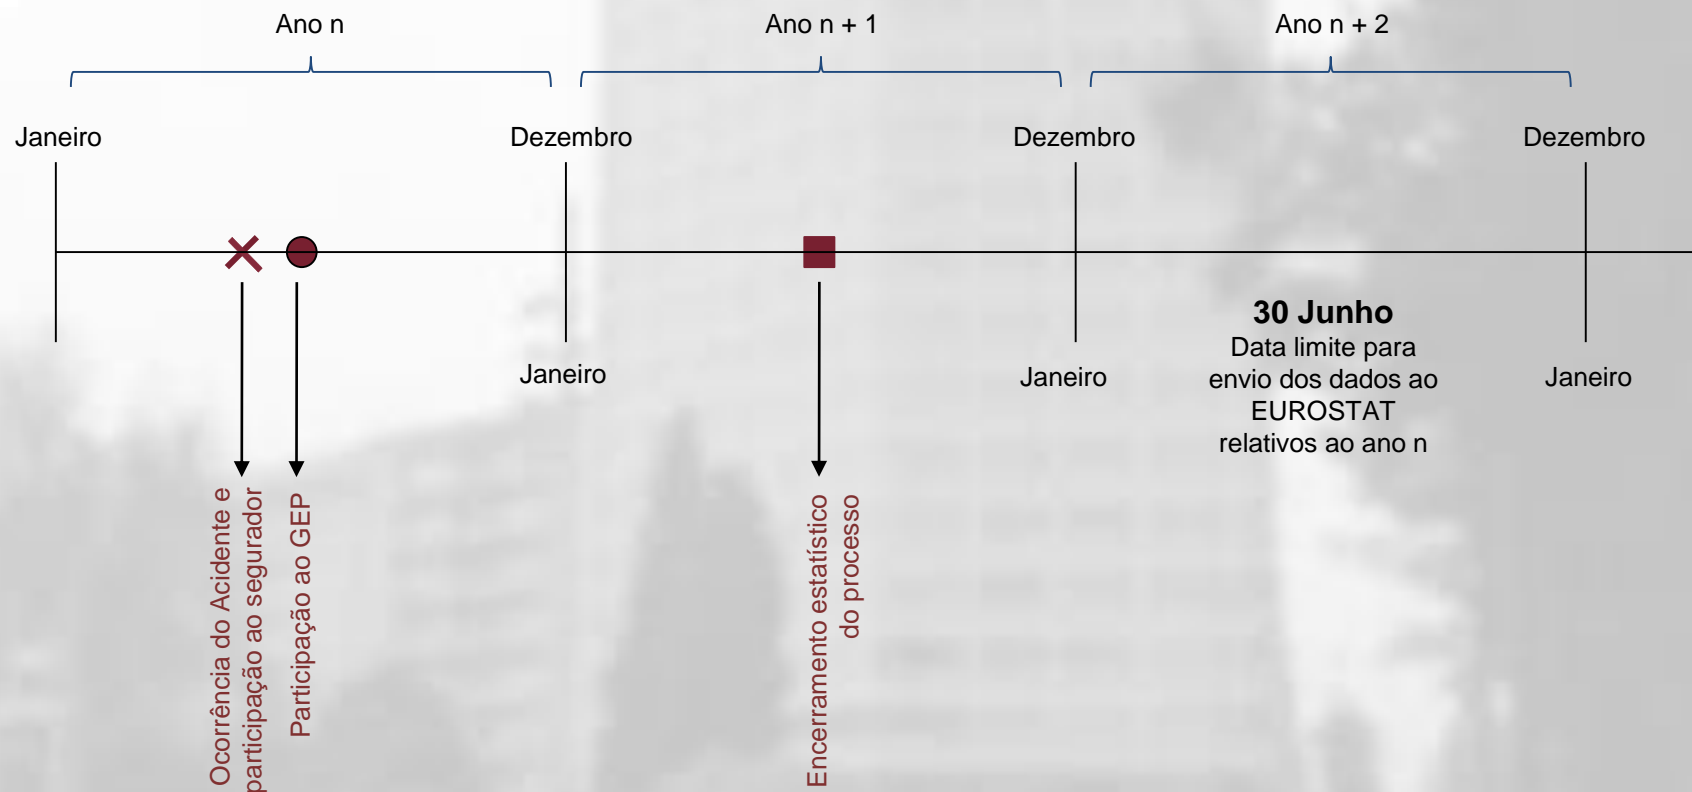 Ano n
Ano n + 1
Ano n + 2
Janeiro
Dezembro
Dezembro
Dezembro
30 Junho
Data limite para
envio dos dados ao
EUROSTAT
relativos ao ano n
Janeiro
Janeiro
Janeiro
Ocorrência do Acidente e
participação ao segurador
Participação ao GEP
Encerramento estatístico
do processo